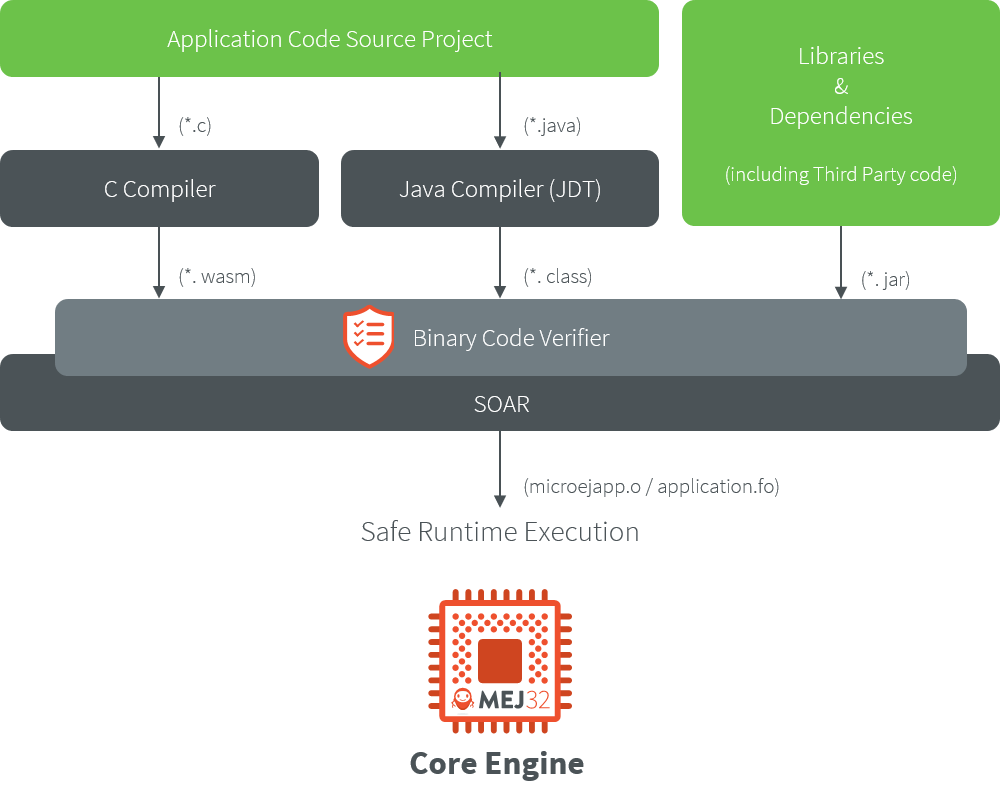 Application Code Source Project
Libraries
&
Dependencies
(including Third Party code)
(*.c)
(*.java)
C Compiler
Java Compiler (JDT)
(*. wasm)
(*. class)
(*. jar)
Binary Code Verifier
SOAR
(microejapp.o / application.fo)
Safe Runtime Execution
MEJ32
Core Engine